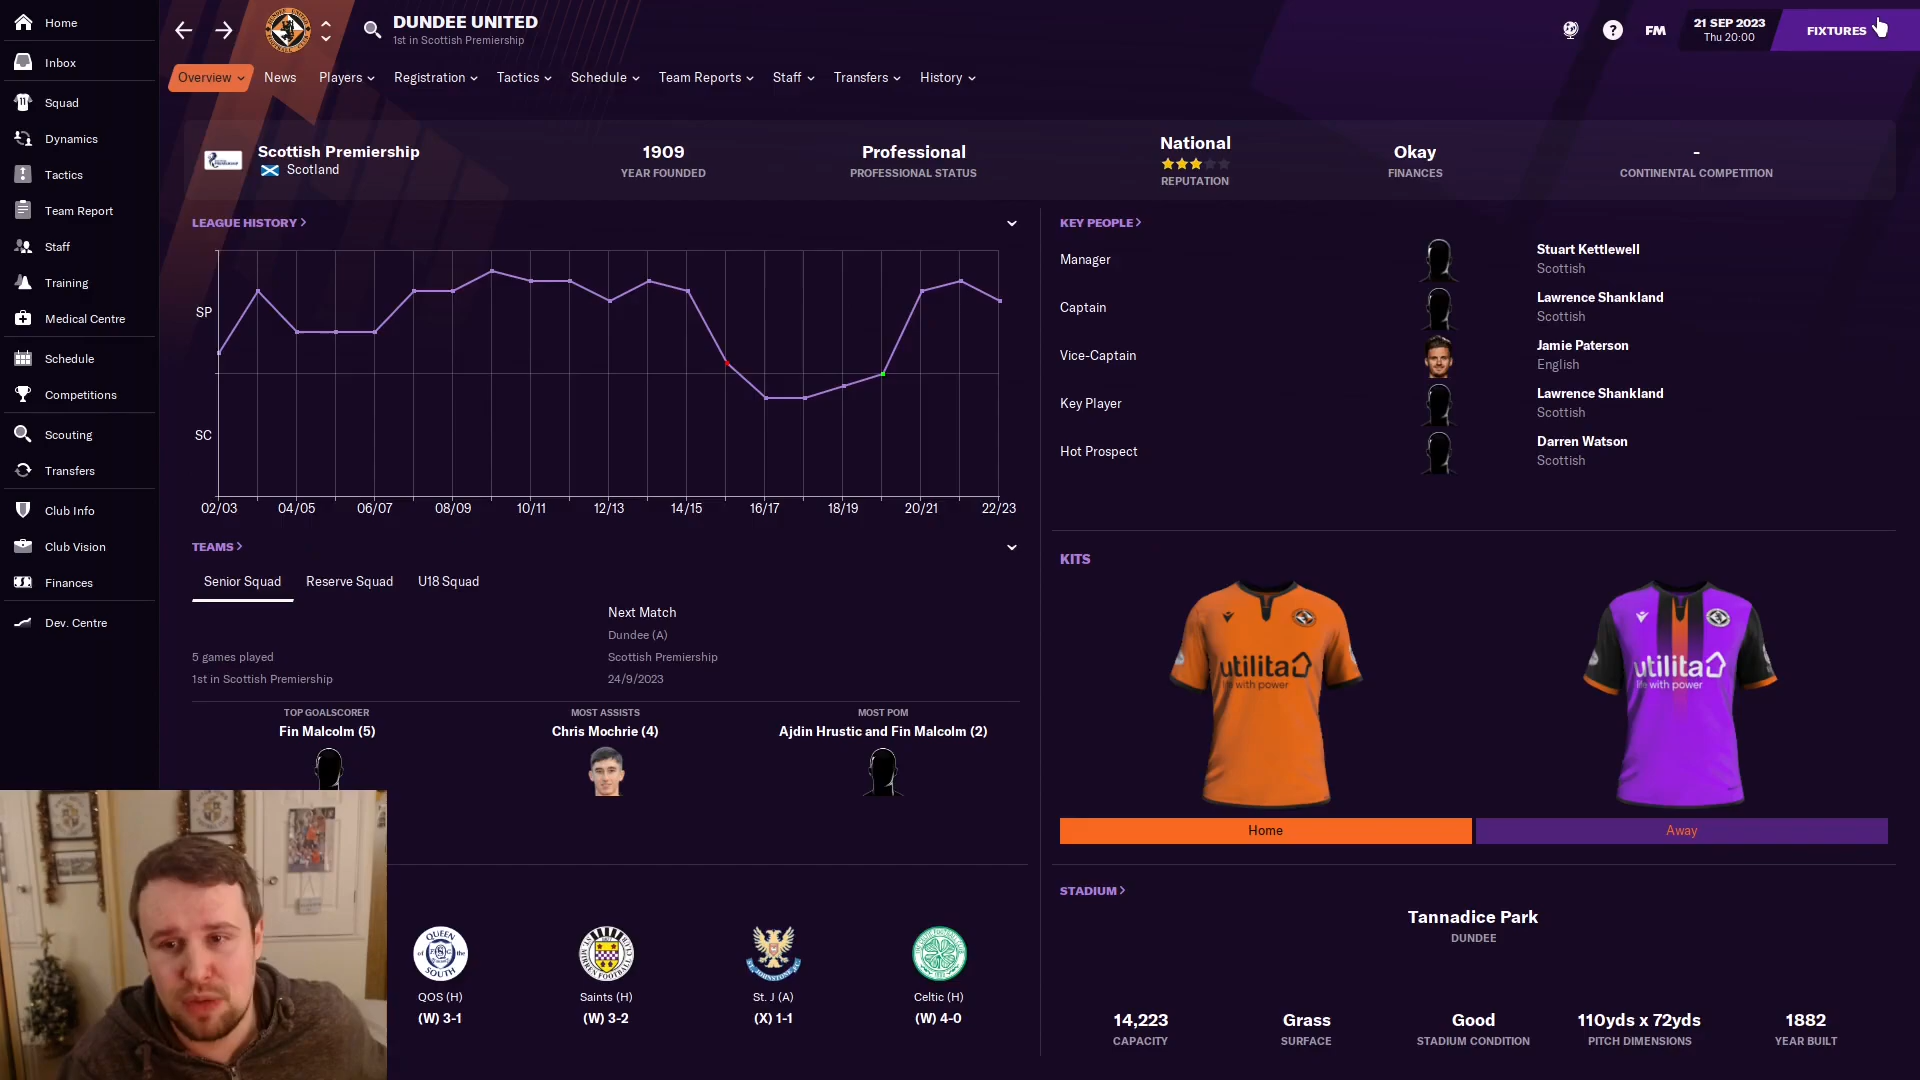 Home
Inbox
Squad
Dynamics
Tactics
Team Report
Staff
Training
Medical Centre
Schedule
Competitions
Scouting
Transfers
Club Info
Club Vision
Finances
Dev. Centre
DUNDEE UNITED
1st in Scottish Premiership
FM
21 SEP 2023
Thu 20:00
FIXTURES
Overview
News
Players
Registration
Tactics
Schedule
Team Reports
Staff
Transfers
History
Scottish Premiership
Scotland
1909
YEAR FOUNDED
Professional
PROFESSIONAL STATUS
National
REPUTATION
Okay
FINANCES
-
CONTINENTAL COMPETITION
LEAGUE HISTORY
SP
SC
02/03 04/05 06/07 08/09 10/11 12/13 14/15 16/17 18/19 20/21 22/23
TEAMS
Senior Squad
Reserve Squad
U18 Squad
5 games played
1st in Scottish Premiership
Next Match
Dundee (A)
Scottish Premiership
24/9/2023
TOP GOALSCORER
Fin Malcolm (5)
MOST ASSISTS
Chris Mochrie (4)
MOST POM
Ajdin Hrustic and Fin Malcolm (2)
QUEEN
of the
SOUTH
QOS (H)
(W) 3-1
Saints (H)
(W) 3-2
St. J (A)
(X) 1-1
Celtic (H)
(W) 4-0
KEY PEOPLE
Manager
Stuart Kettlewell
Scottish
Captain
Lawrence Shankland
Scottish
Vice-Captain
Jamie Paterson
English
Key Player
Lawrence Shankland
Scottish
Hot Prospect
Darren Watson
Scottish
KITS
utilita
life with power
utilita
life with power
Home
Away
STADIUM
Tannadice Park
DUNDEE
14,223
CAPACITY
Grass
SURFACE
Good
STADIUM CONDITION
110yds x 72yds
PITCH DIMENSIONS
1882
YEAR BUILT